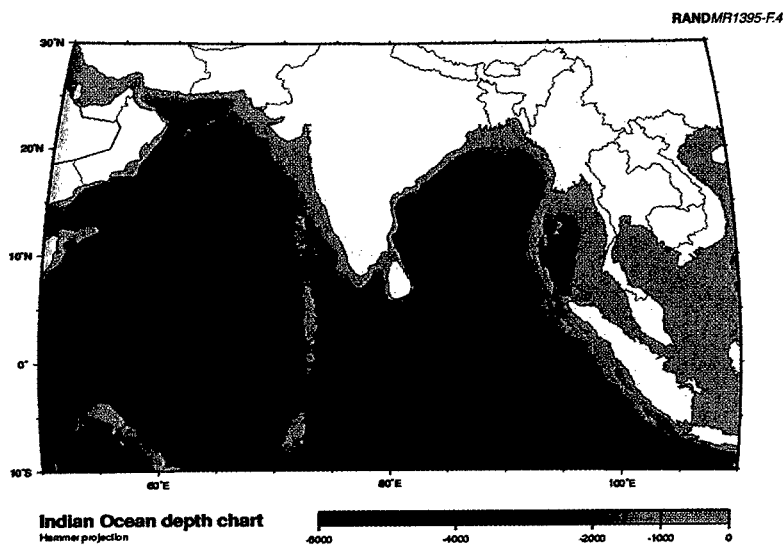 RANDMR1395-F.4
30°N
20°N
10°N
0°
10°S
60°E 80°E 100°E
Indian Ocean depth chart
Hammer projection
-6000 -4000 -2000 -1000 0